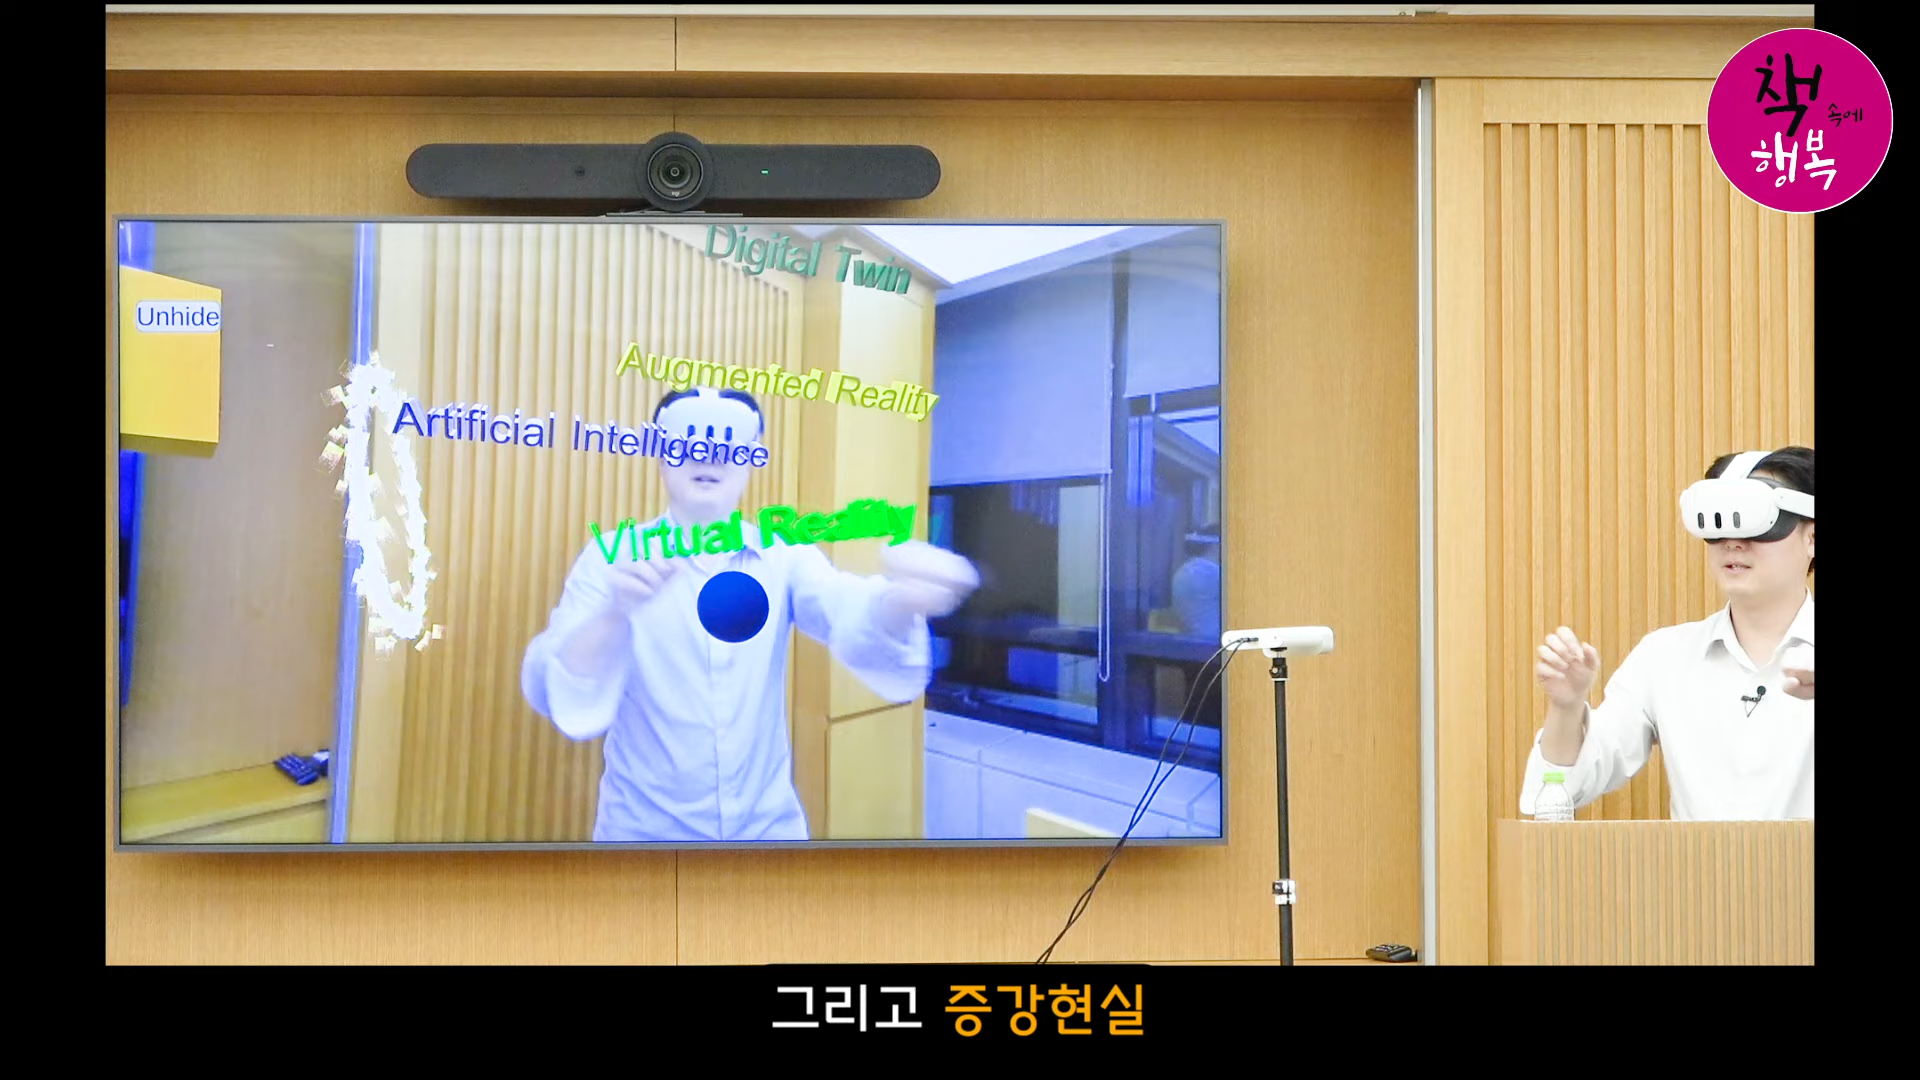 책
속에
행복
Digital Twin
Unhide
Augmented Reality
Artificial Intelligence
Virtual Reality
그리고 증강현실